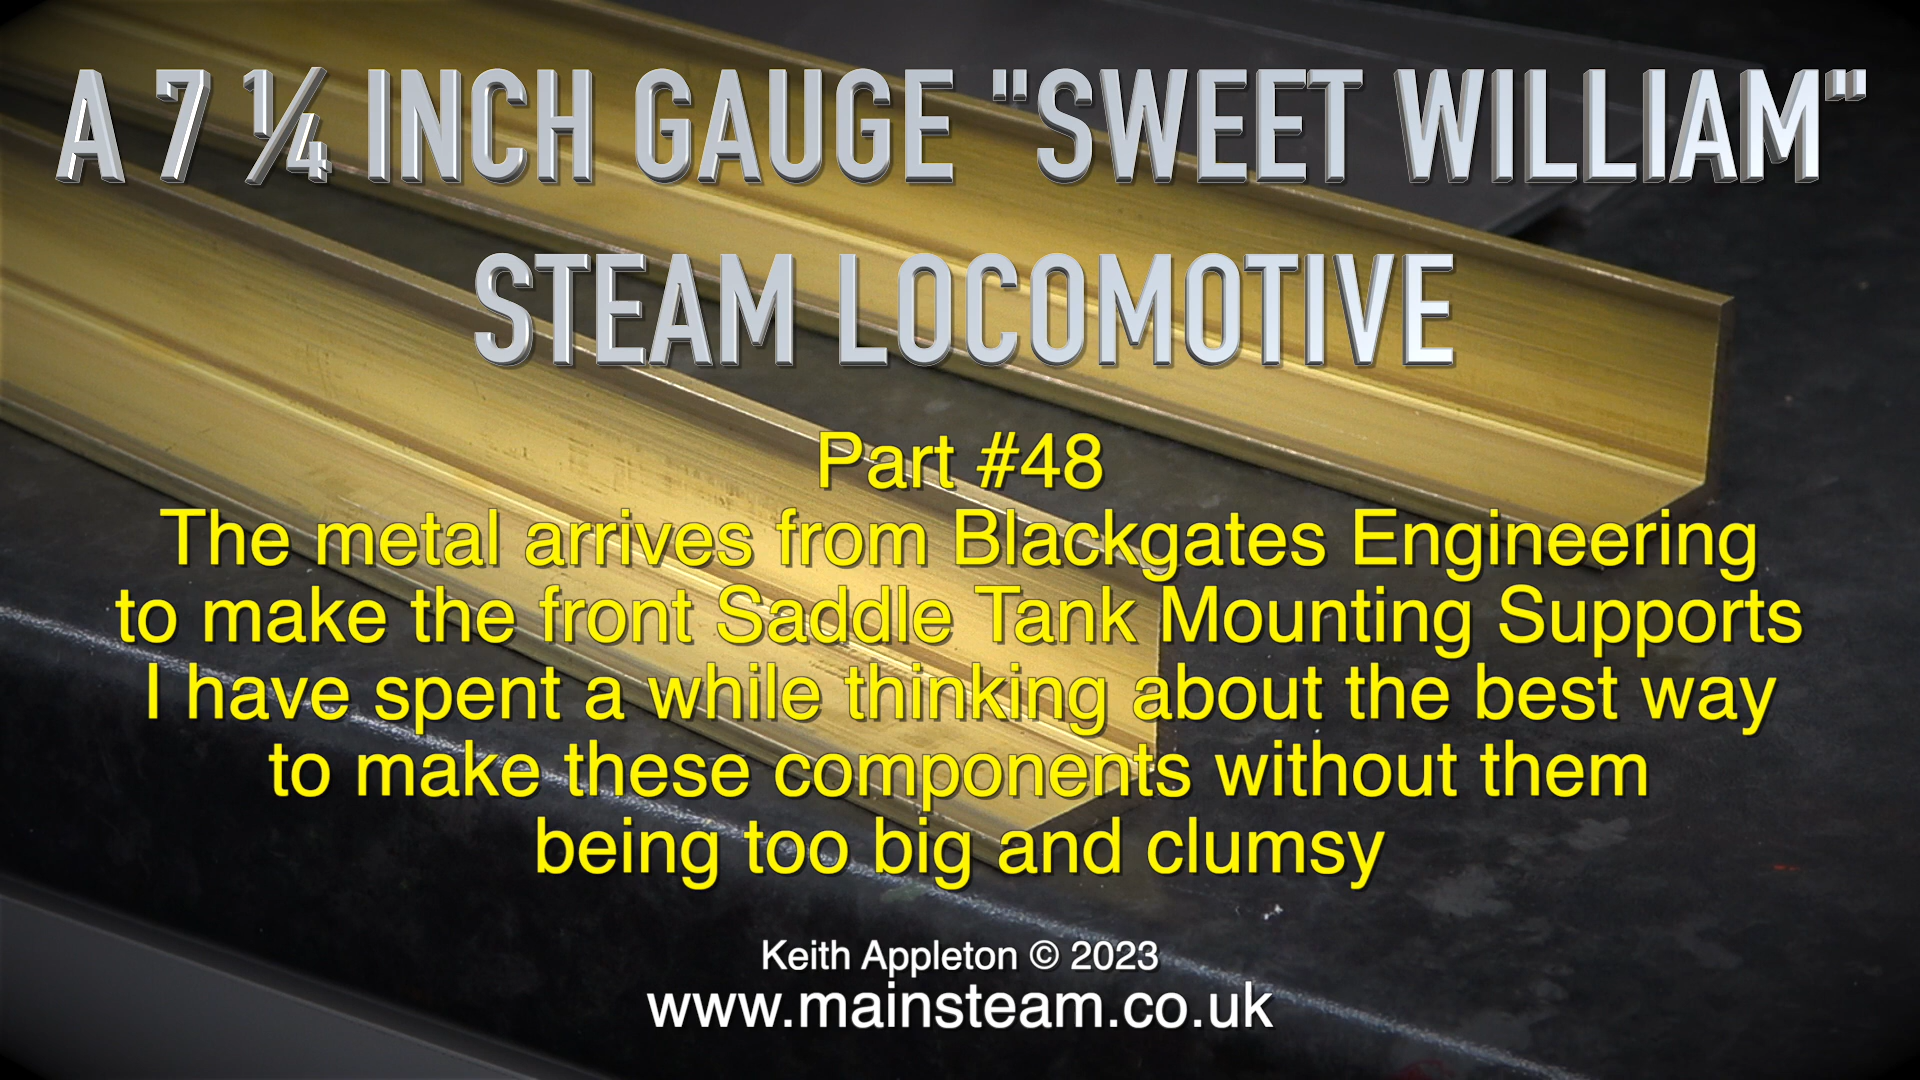 A 7 ¼ INCH GAUGE "SWEET WILLIAM"
STEAM LOCOMOTIVE
Part #48
The metal arrives from Blackgates Engineering
to make the front Saddle Tank Mounting Supports
I have spent a while thinking about the best way
to make these components without them
being too big and clumsy
Keith Appleton © 2023
www.mainsteam.co.uk